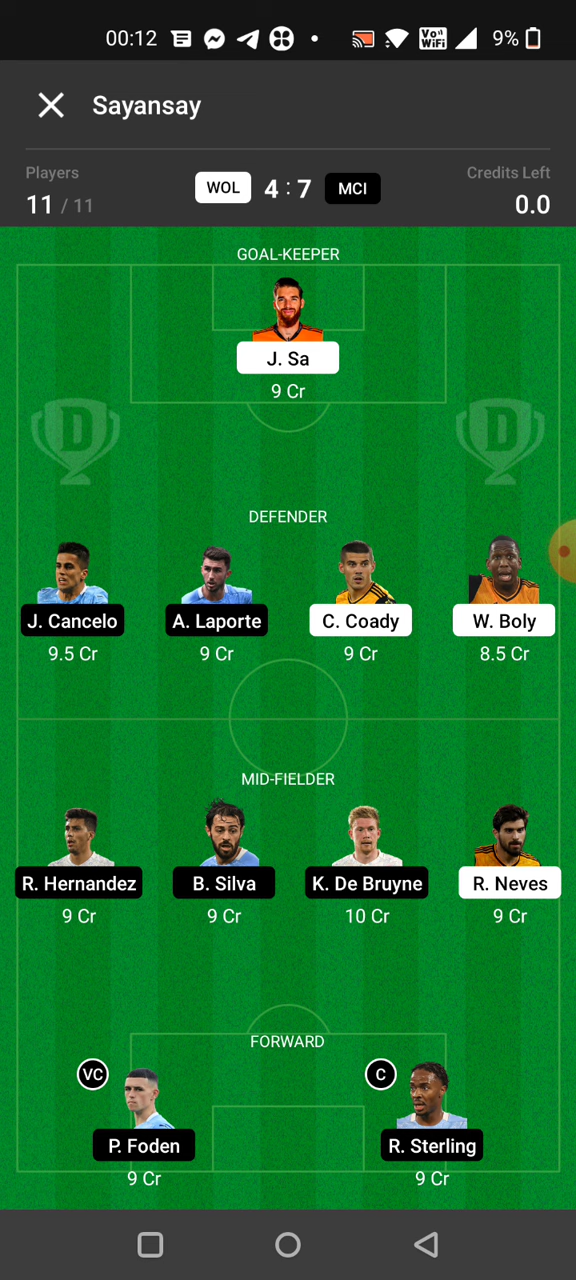 00:12 9%
Vo)) WiFi
Sayansay
Players Credits Left
11 / 11 WOL 4 : 7 MCI 0.0
GOAL-KEEPER
J. Sa
9 Cr
D D
DEFENDER
J. Cancelo A. Laporte C. Coady W. Boly
9.5 Cr 9 Cr 9 Cr 8.5 Cr
MID-FIELDER
R. Hernandez B. Silva K. De Bruyne R. Neves
9 Cr 9 Cr 10 Cr 9 Cr
FORWARD
VC C
P. Foden R. Sterling
9 Cr 9 Cr